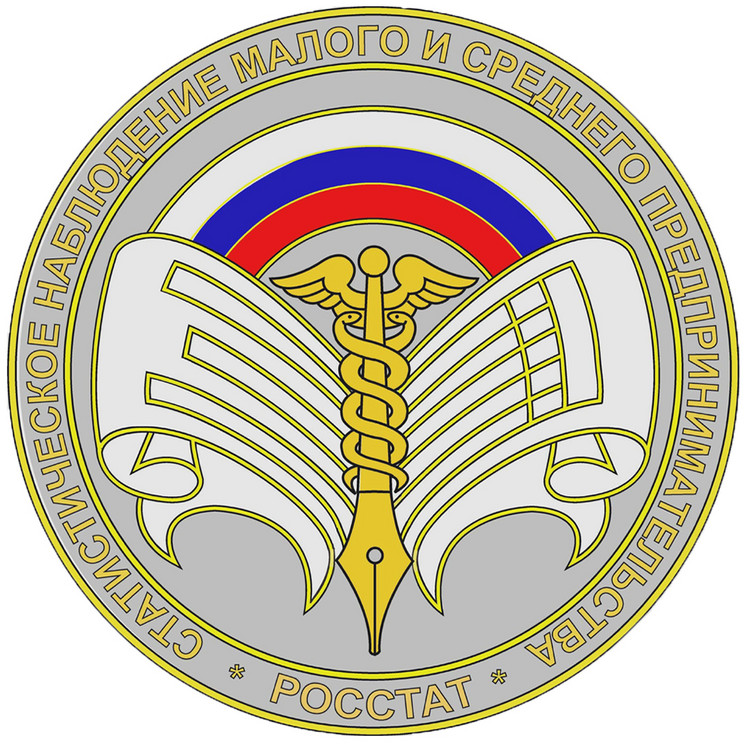 СТАТИСТИЧЕСКОЕ НАБЛЮДЕНИЕ МАЛОГО И СРЕДНЕГО ПРЕДПРИНИМАТЕЛЬСТВА
* РОССТАТ *